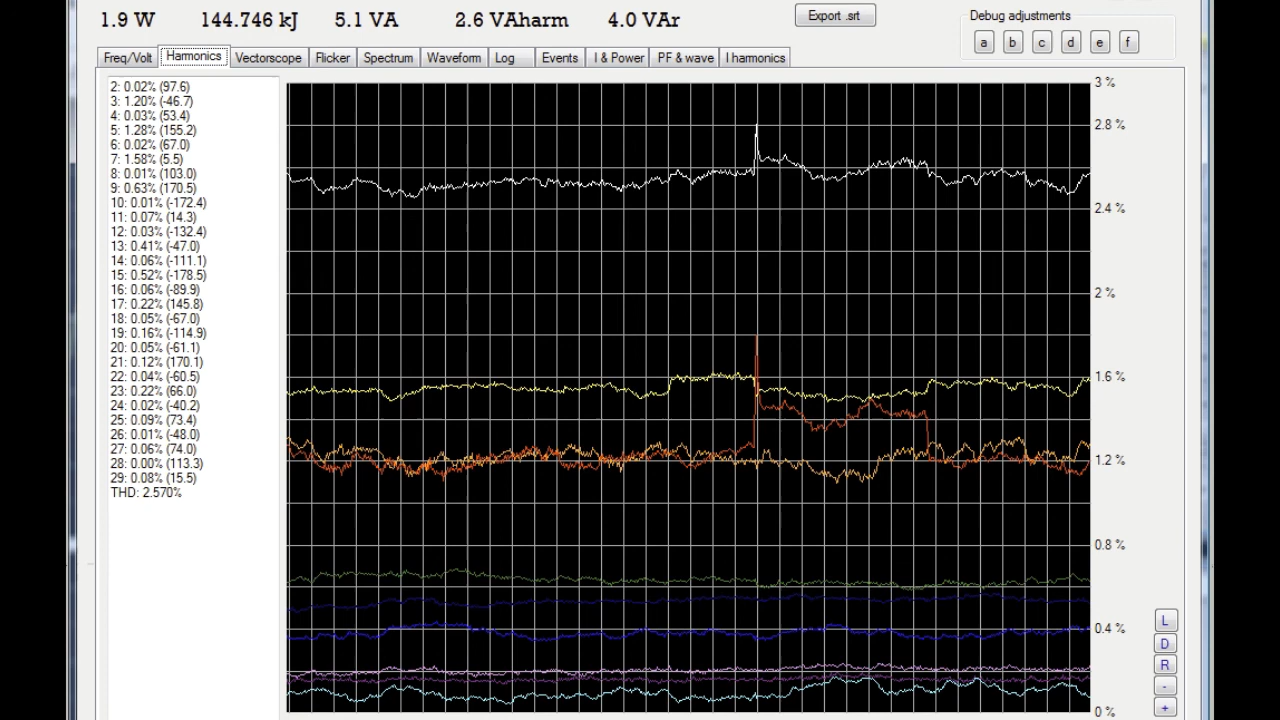 1.9 W 144.746 kJ 5.1 VA 2.6 VAharm 4.0 VAr Export .srt Debug adjustments
a b c d e f
Freq/Volt Harmonics Vectorscope Flicker Spectrum Waveform Log Events I & Power PF & wave I harmonics
2: 0.02% (97.6)
3: 1.20% (-46.7)
4: 0.03% (53.4)
5: 1.28% (155.2)
6: 0.02% (67.0)
7: 1.58% (5.5)
8: 0.01% (103.0)
9: 0.63% (170.5)
10: 0.01% (-172.4)
11: 0.07% (14.3)
12: 0.03% (-132.4)
13: 0.41% (-47.0)
14: 0.06% (-111.1)
15: 0.52% (-178.5)
16: 0.06% (-89.9)
17: 0.22% (145.8)
18: 0.05% (-67.0)
19: 0.16% (-114.9)
20: 0.05% (-61.1)
21: 0.12% (170.1)
22: 0.04% (-60.5)
23: 0.22% (66.0)
24: 0.02% (-40.2)
25: 0.09% (73.4)
26: 0.01% (-48.0)
27: 0.06% (74.0)
28: 0.00% (113.3)
29: 0.08% (15.5)
THD: 2.570%
3 %
2.8 %
2.4 %
2 %
1.6 %
1.2 %
0.8 %
0.4 %
0 %
L
D
R
-
+